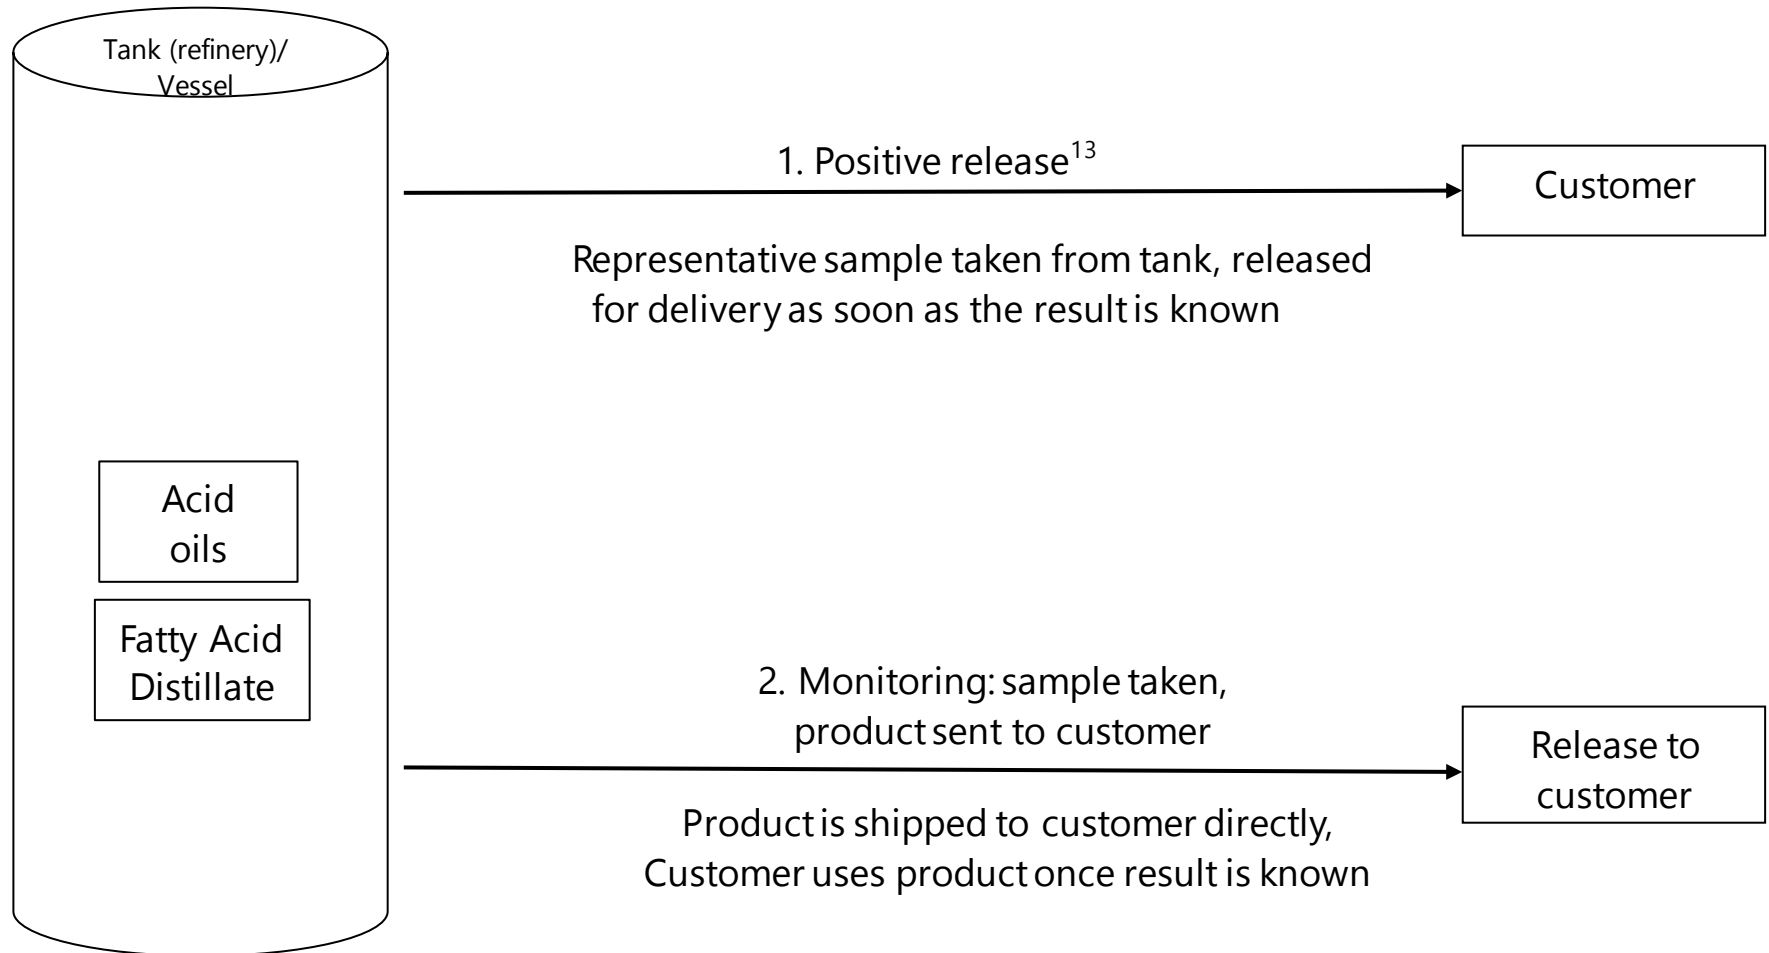 Tank (refinery)/
Vessel
1. Positive release¹³
Customer
Representative sample taken from tank, released
for delivery as soon as the result is known
Acid
oils
Fatty Acid
Distillate
2. Monitoring: sample taken,
product sent to customer
Release to
customer
Product is shipped to customer directly,
Customer uses product once result is known